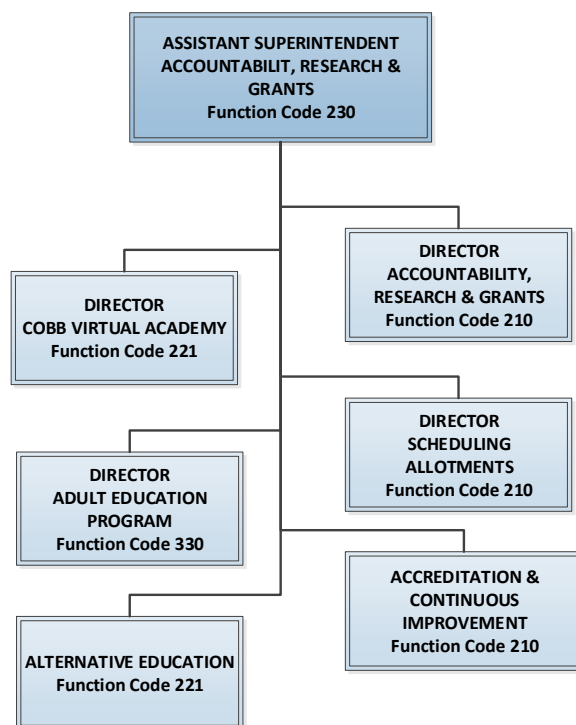 ASSISTANT SUPERINTENDENT
ACCOUNTABILIT, RESEARCH &
GRANTS
Function Code 230
DIRECTOR
ACCOUNTABILITY,
RESEARCH & GRANTS
Function Code 210
DIRECTOR
COBB VIRTUAL ACADEMY
Function Code 221
DIRECTOR
SCHEDULING
ALLOTMENTS
Function Code 210
DIRECTOR
ADULT EDUCATION
PROGRAM
Function Code 330
ACCREDITATION &
CONTINUOUS
IMPROVEMENT
Function Code 210
ALTERNATIVE EDUCATION
Function Code 221